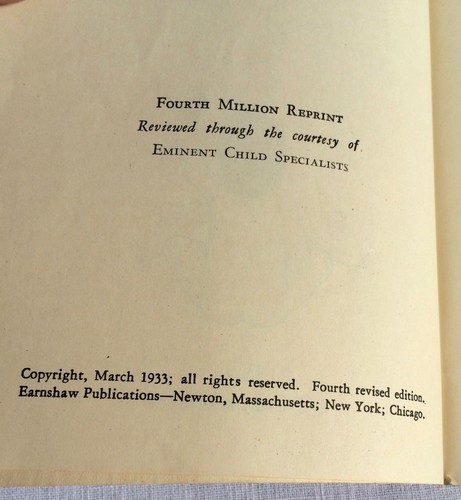 Fourth Million Reprint
Reviewed through the courtesy of
Eminent Child Specialists
Copyright, March 1933; all rights reserved. Fourth revised edition.
Earnshaw Publications—Newton, Massachusetts; New York; Chicago.